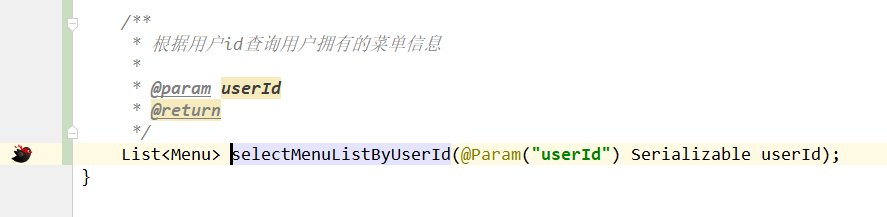 /**
* 根据用户id查询用户拥有的菜单信息
*
* @param userId
* @return
*/
List<Menu> selectMenuListByUserId(@Param("userId") Serializable userId);
}